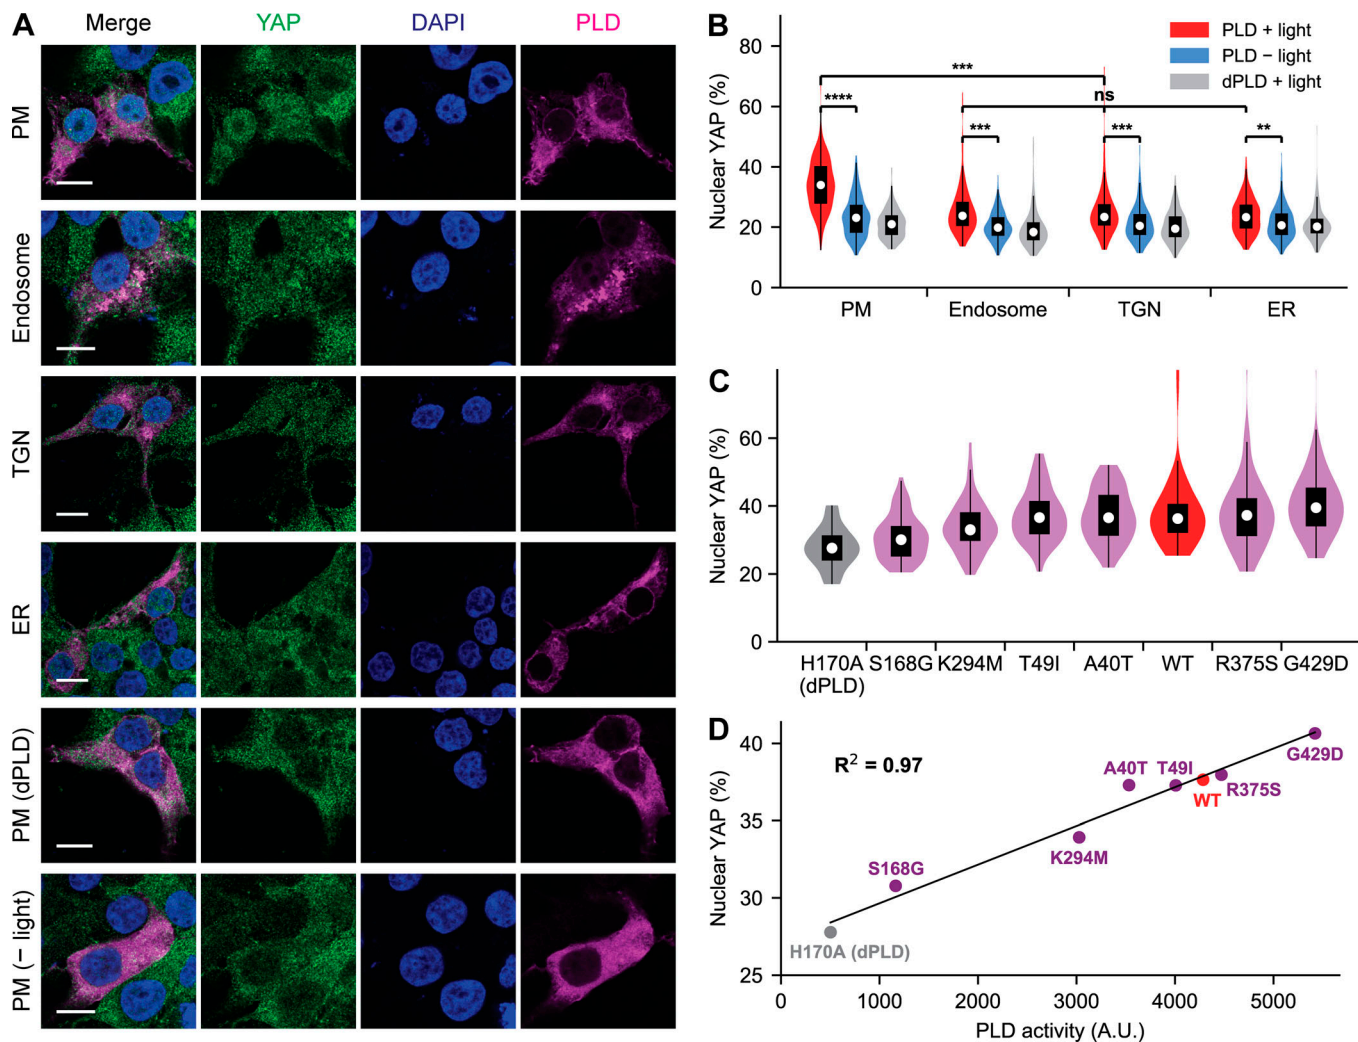 A
Merge
YAP
DAPI
PLD
PM
Endosome
TGN
ER
PM (dPLD)
PM (− light)
B
Nuclear YAP (%)
80
60
40
20
0
PLD + light
PLD − light
dPLD + light
***
ns
****
***
***
**
PM
Endosome
TGN
ER
C
Nuclear YAP (%)
60
40
20
0
H170A
(dPLD)
S168G
K294M
T49I
A40T
WT
R375S
G429D
D
Nuclear YAP (%)
40
35
30
25
R² = 0.97
H170A (dPLD)
S168G
K294M
A40T
T49I
WT
R375S
G429D
0
1000
2000
3000
4000
5000
PLD activity (A.U.)